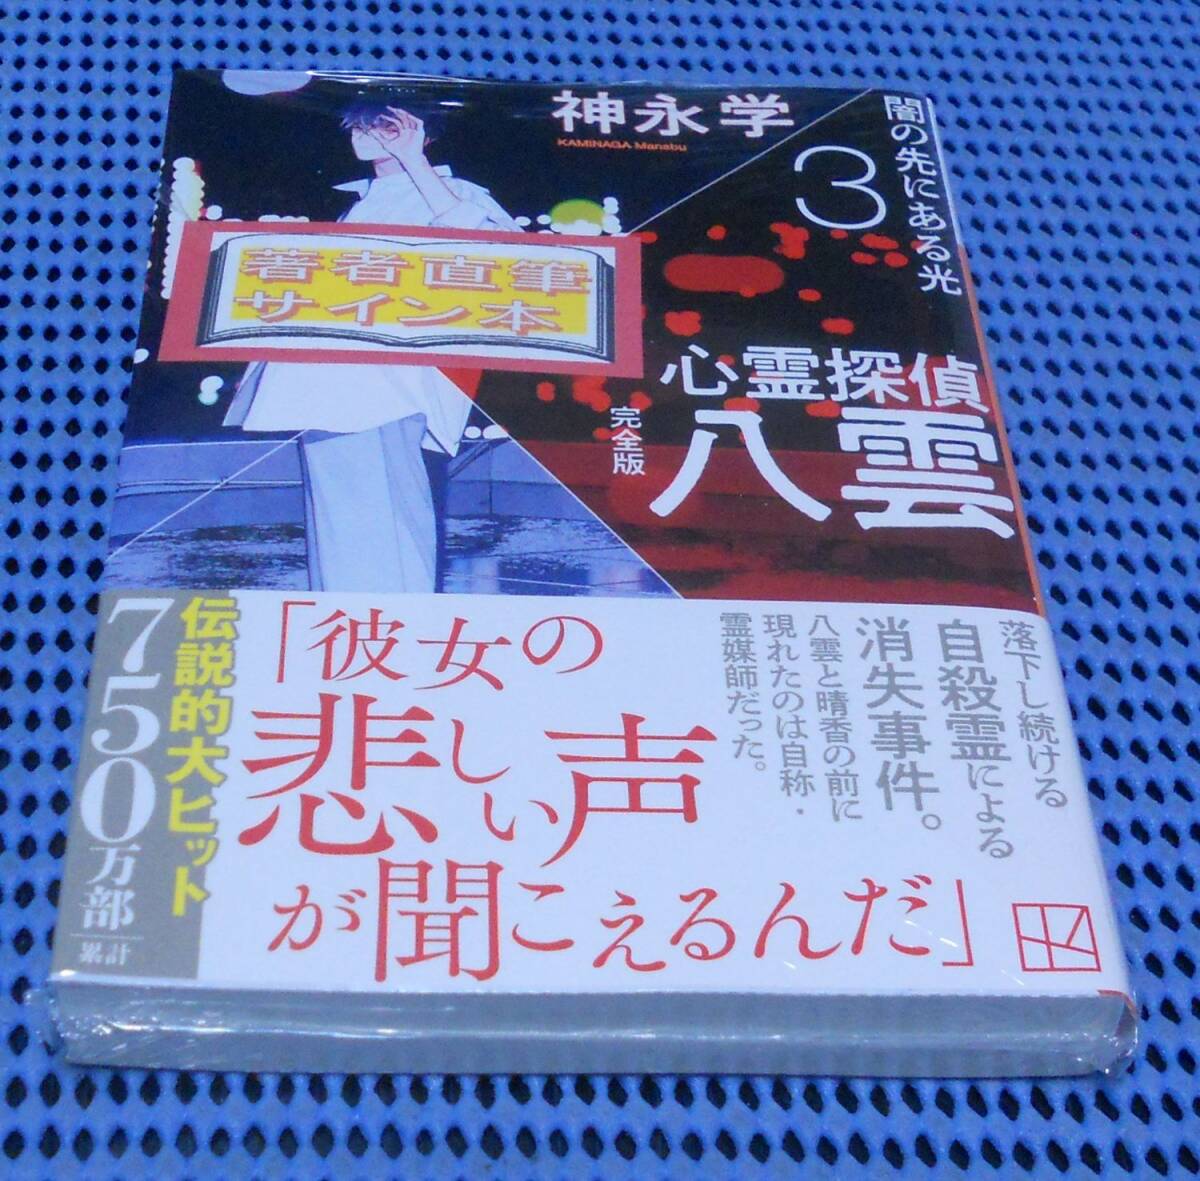 神永学
KAMINAGA Manabu
3
闇の先にある光
著者直筆
サイン本
心霊探偵
八雲
完全版
落下し続ける
自殺霊による
消失事件。
八雲と晴香の前に
現れたのは自称・
霊媒師だった。
「彼女の
悲しい声
が聞こえるんだ」
伝説的大ヒット
750万部
累計